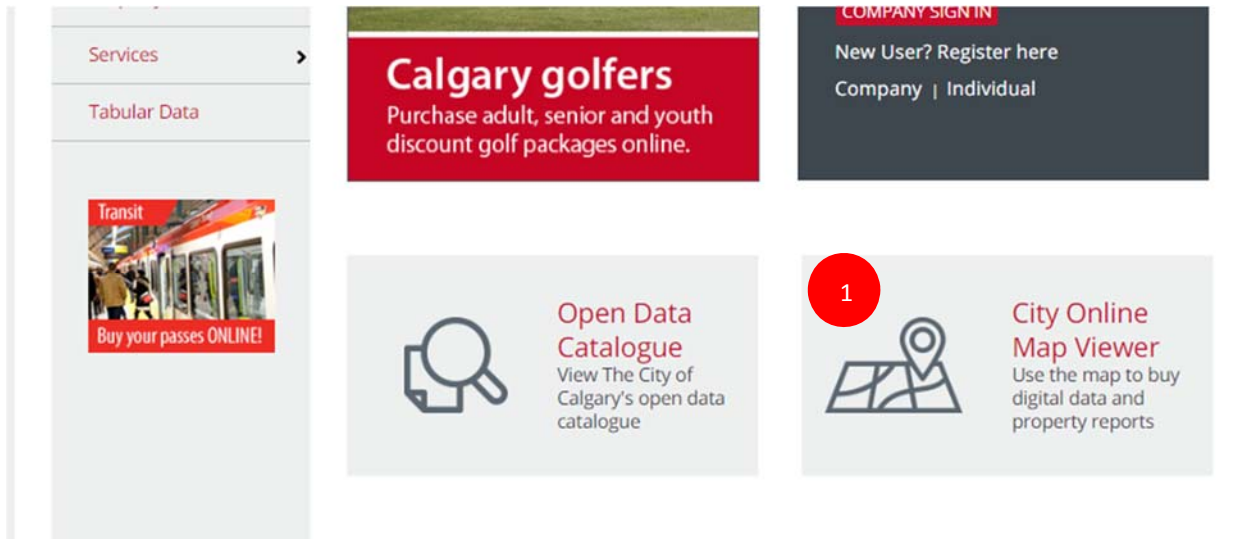 Services
Tabular Data
Transit
Buy your passes ONLINE!
Calgary golfers
Purchase adult, senior and youth
discount golf packages online.
COMPANY SIGN IN
New User? Register here
Company | Individual
Open Data
Catalogue
View The City of
Calgary's open data
catalogue
1
City Online
Map Viewer
Use the map to buy
digital data and
property reports